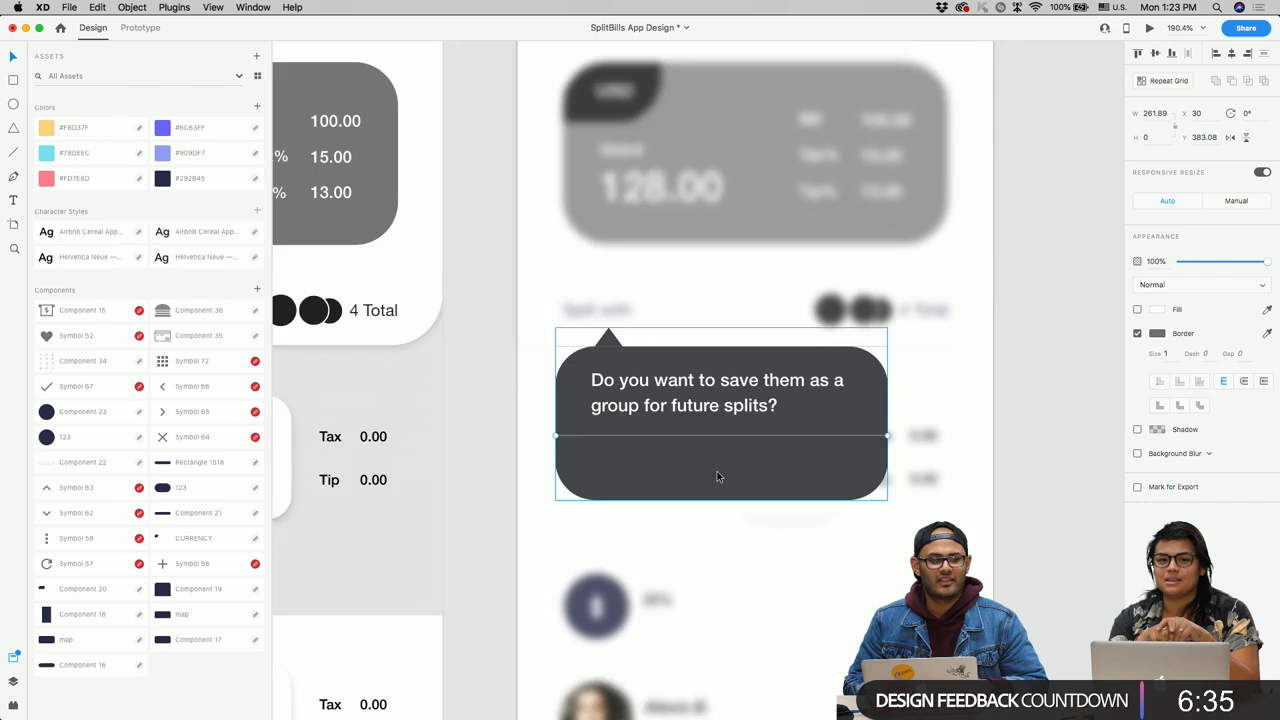 XD File Edit Object Plugins Window Help
100% U.S. Mon 1:23 PM
Design Prototype
SplitBills App Design *
190.4%
Share
ASSETS
All Assets
Colors
#F8D37F #6C63FF
#78DEEC #909DF7
#FD7E8D #292B45
Character Styles
Ag Airbnb Cereal App... Ag Airbnb Cereal App...
Ag Helvetica Neue —... Ag Helvetica Neue —...
Components
Component 15 Component 36
Symbol 52 Component 35
Component 34 Symbol 72
Symbol 67 Symbol 66
Component 23 Symbol 65
123 Symbol 64
Component 22 Rectangle 1516
Symbol 63 123
Symbol 62 Component 21
Symbol 58 CURRENCY
Symbol 57 Symbol 56
Component 20 Component 19
Component 18 map
map Component 17
Component 16
100.00
% 15.00
% 13.00
4 Total
Tax 0.00
Tip 0.00
Tax 0.00
USD
128.00
Split with
4 Total
Do you want to save them as a
group for future splits?
Repeat Grid
W 261.89 X 30 0°
H 0 Y 383.08
RESPONSIVE RESIZE
Auto Manual
APPEARANCE
100%
Normal
Fill
Border
Size 1 Dash 0 Gap 0
Shadow
Background Blur
Mark for Export
DESIGN FEEDBACK COUNTDOWN 6:35